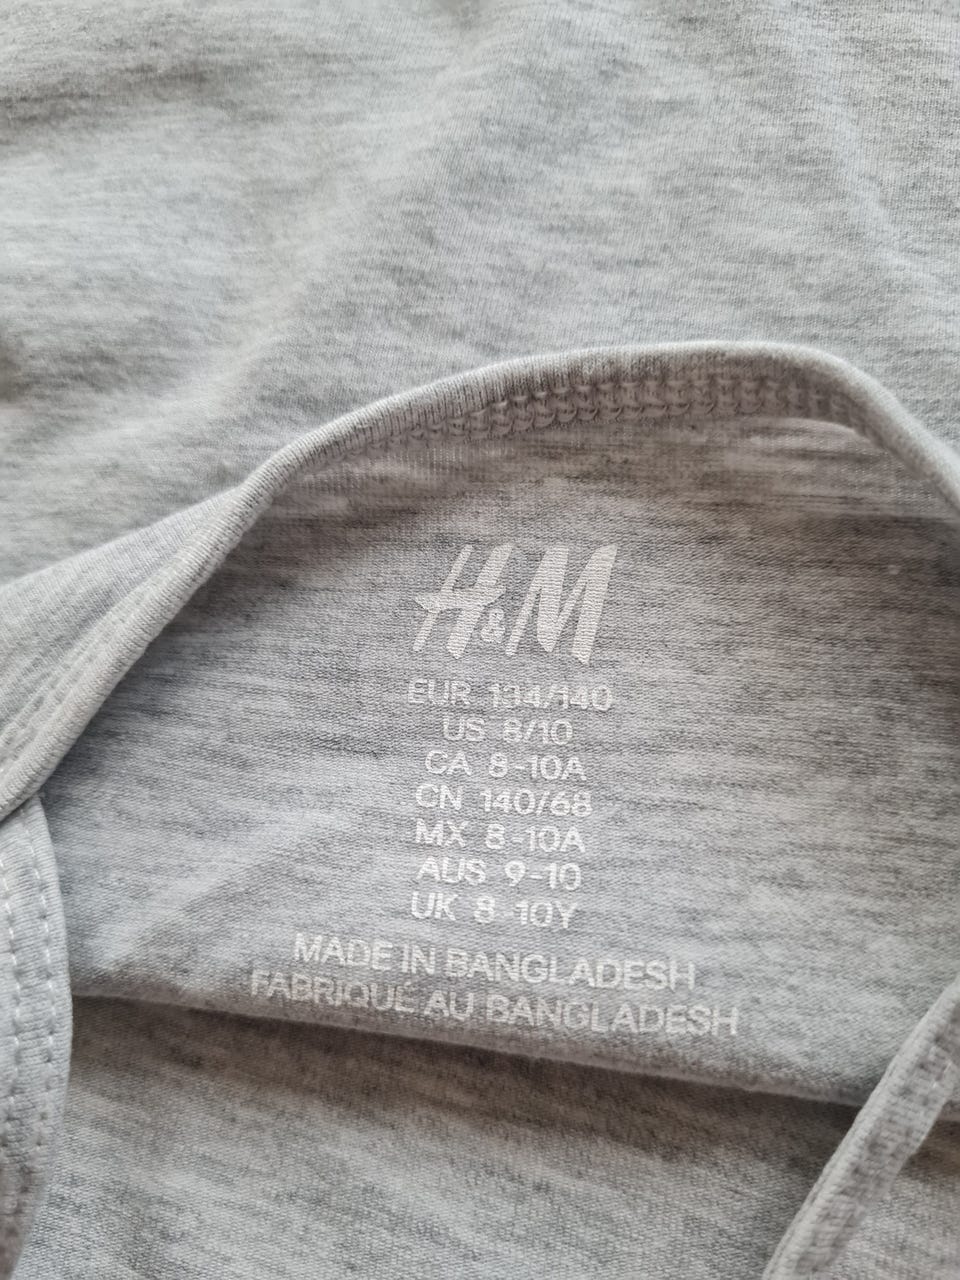 H&M
EUR 134/140
US 8/10
CA 8-10A
CN 140/68
MX 8-10A
AUS 9-10
UK 8-10Y
MADE IN BANGLADESH
FABRIQUÉ AU BANGLADESH